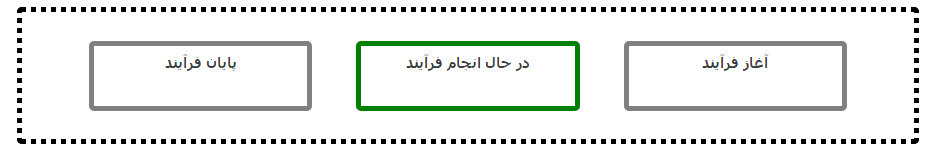 آغاز فرآیند
در حال انجام فرآیند
پایان فرآیند